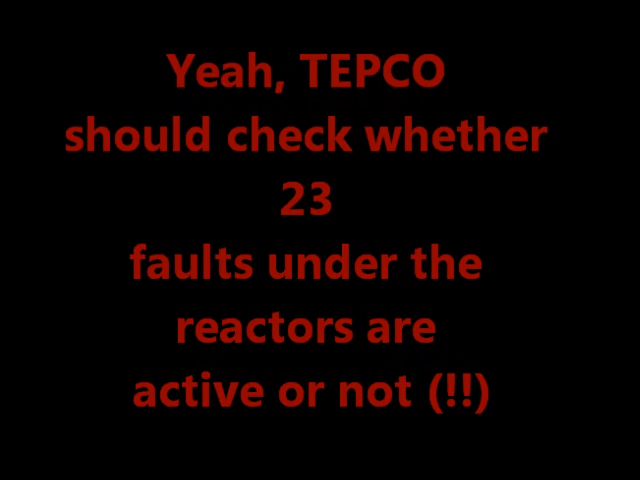 Yeah, TEPCO
should check whether
23
faults under the
reactors are
active or not (!!)